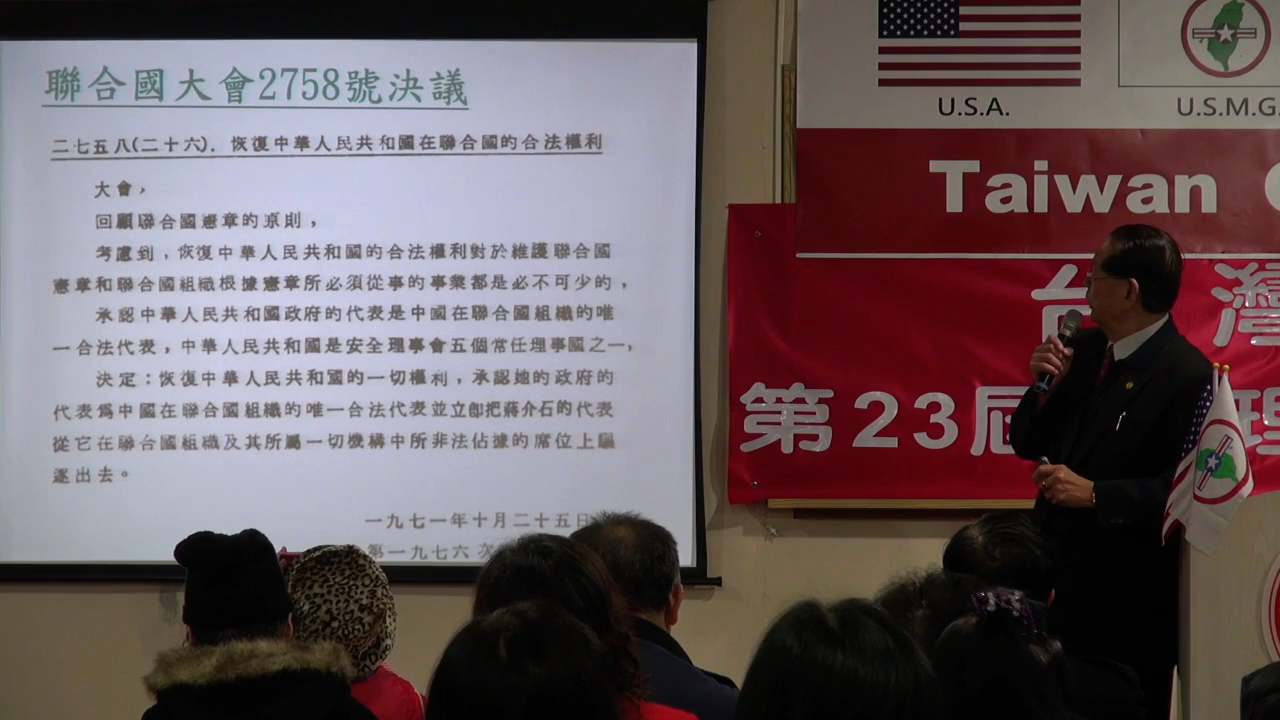 聯合國大會2758號決議
二七五八(二十六). 恢復中華人民共和國在聯合國的合法權利
大會，
回顧聯合國憲章的原則，
考慮到，恢復中華人民共和國的合法權利對於維護聯合國
憲章和聯合國組織根據憲章所必須從事的事業都是必不可少的，
承認中華人民共和國政府的代表是中國在聯合國組織的唯
一合法代表，中華人民共和國是安全理事會五個常任理事國之一，
決定：恢復中華人民共和國的一切權利，承認她的政府的
代表爲中國在聯合國組織的唯一合法代表並立即把蔣介石的代表
從它在聯合國組織及其所屬一切機構中所非法佔據的席位上驅
逐出去。
一九七一年十月二十五日
第一九七六次
U.S.A.
U.S.M.G.
Taiwan
台灣
第23屆
理